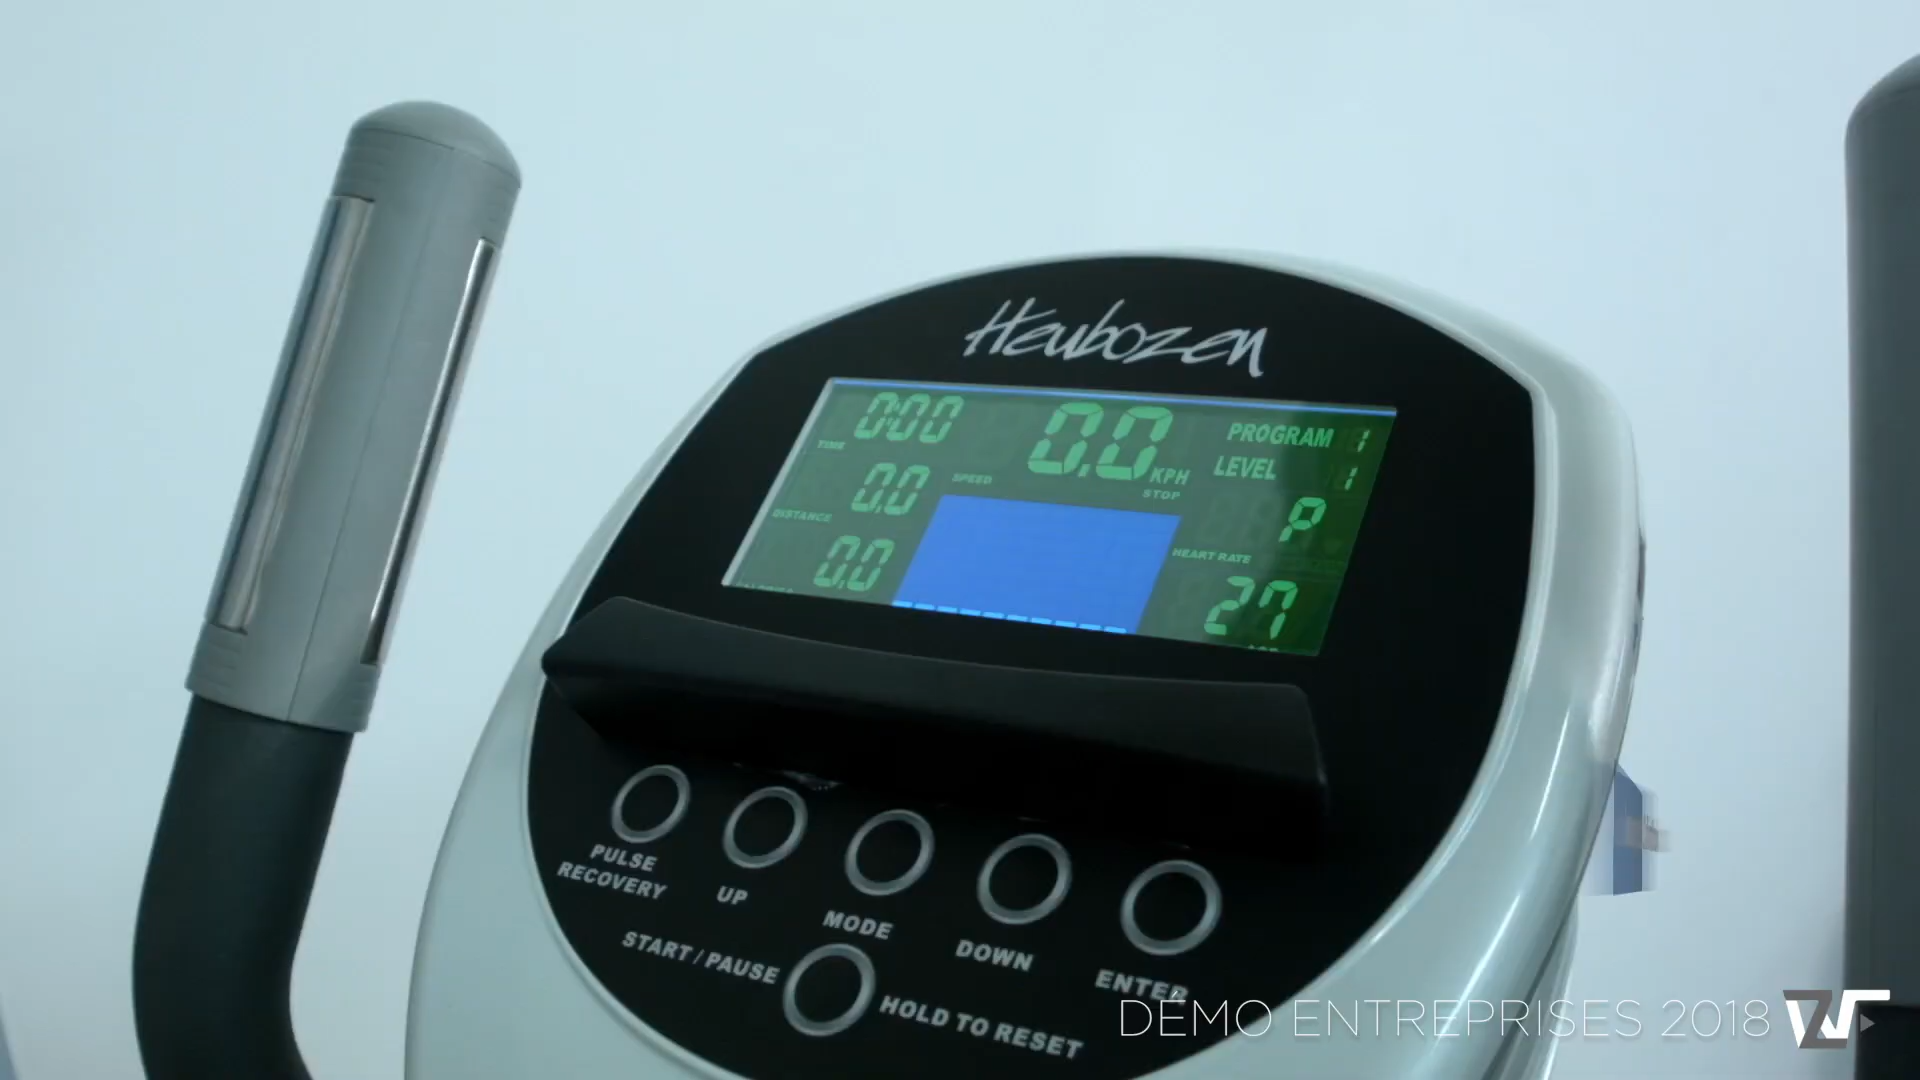 Heubozen
0:00
TIME
0.0
KPH
SPEED
STOP
PROGRAM 1
LEVEL 1
0.0
DISTANCE
P
HEART RATE
0.0
27
PULSE
RECOVERY
UP
MODE
DOWN
ENTER
START / PAUSE
HOLD TO RESET
DÉMO ENTREPRISES 2018